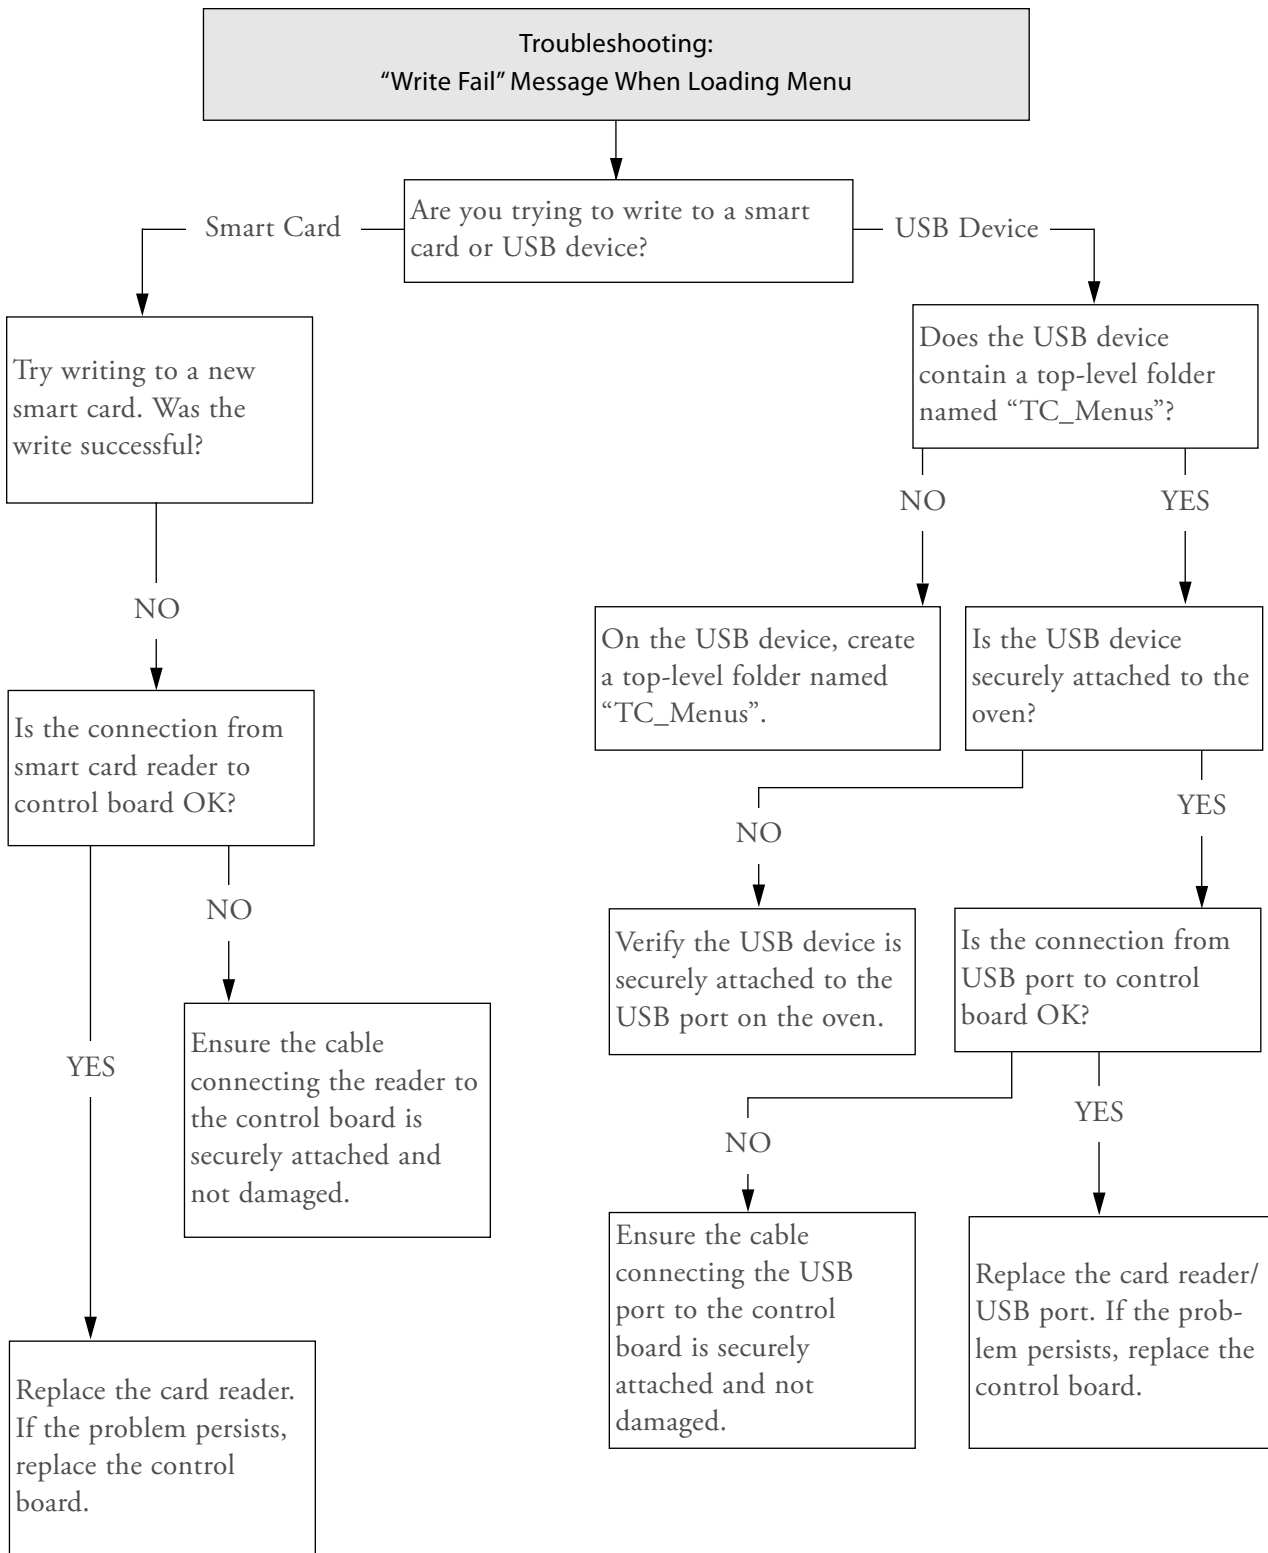 Troubleshooting:
“Write Fail” Message When Loading Menu
Are you trying to write to a smart
card or USB device?
Smart Card
USB Device
Try writing to a new
smart card. Was the
write successful?
Does the USB device
contain a top-level folder
named “TC_Menus”?
NO
YES
NO
On the USB device, create
a top-level folder named
“TC_Menus”.
Is the USB device
securely attached to the
oven?
Is the connection from
smart card reader to
control board OK?
NO
YES
NO
YES
Verify the USB device is
securely attached to the
USB port on the oven.
Is the connection from
USB port to control
board OK?
Ensure the cable
connecting the reader to
the control board is
securely attached and
not damaged.
NO
YES
Ensure the cable
connecting the USB
port to the control
board is securely
attached and not
damaged.
Replace the card reader/
USB port. If the prob-
lem persists, replace the
control board.
Replace the card reader.
If the problem persists,
replace the control
board.